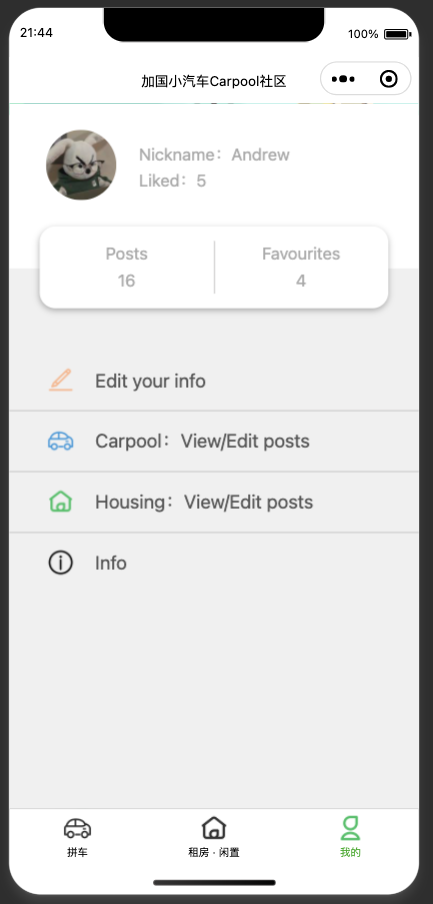 21:44
100%
加国小汽车Carpool社区
Nickname：Andrew
Liked：5
Posts
Favourites
16
4
Edit your info
Carpool：View/Edit posts
Housing：View/Edit posts
Info
拼车
租房 · 闲置
我的